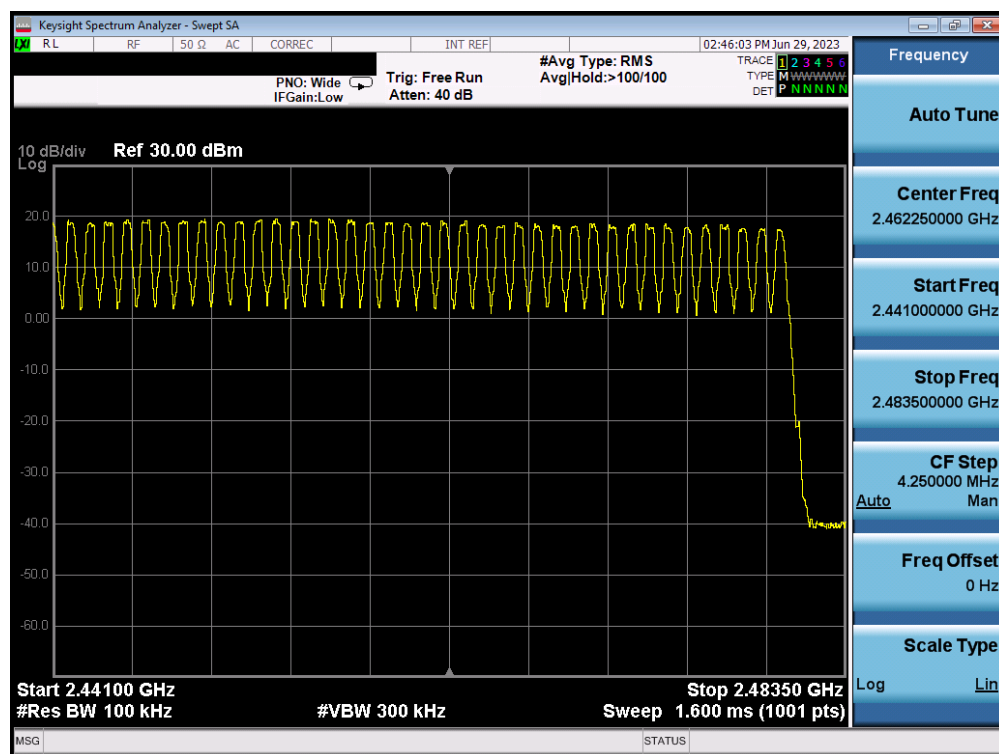 Keysight Spectrum Analyzer - Swept SA
LXI RL RF 50 Ω AC CORREC INT REF 02:46:03 PM Jun 29, 2023
PNO: Wide
IFGain:Low
Trig: Free Run
Atten: 40 dB
#Avg Type: RMS
Avg|Hold:>100/100
TRACE 1 2 3 4 5 6
TYPE M WWWWW
DET P N N N N N
10 dB/div Ref 30.00 dBm
Log
20.0
10.0
0.00
-10.0
-20.0
-30.0
-40.0
-50.0
-60.0
Start 2.44100 GHz Stop 2.48350 GHz
#Res BW 100 kHz #VBW 300 kHz Sweep 1.600 ms (1001 pts)
MSG STATUS
Frequency
Auto Tune
Center Freq
2.462250000 GHz
Start Freq
2.441000000 GHz
Stop Freq
2.483500000 GHz
CF Step
4.250000 MHz
Auto Man
Freq Offset
0 Hz
Scale Type
Log Lin